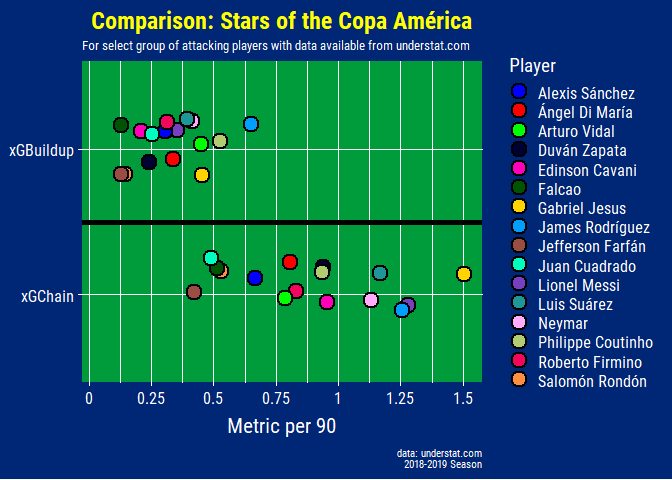 Comparison: Stars of the Copa América
For select group of attacking players with data available from understat.com
Player
Alexis Sánchez
Ángel Di María
Arturo Vidal
Duván Zapata
Edinson Cavani
Falcao
Gabriel Jesus
James Rodríguez
Jefferson Farfán
Juan Cuadrado
Lionel Messi
Luis Suárez
Neymar
Philippe Coutinho
Roberto Firmino
Salomón Rondón
xGBuildup
xGChain
0 0.25 0.5 0.75 1 1.25 1.5
Metric per 90
data: understat.com
2018-2019 Season